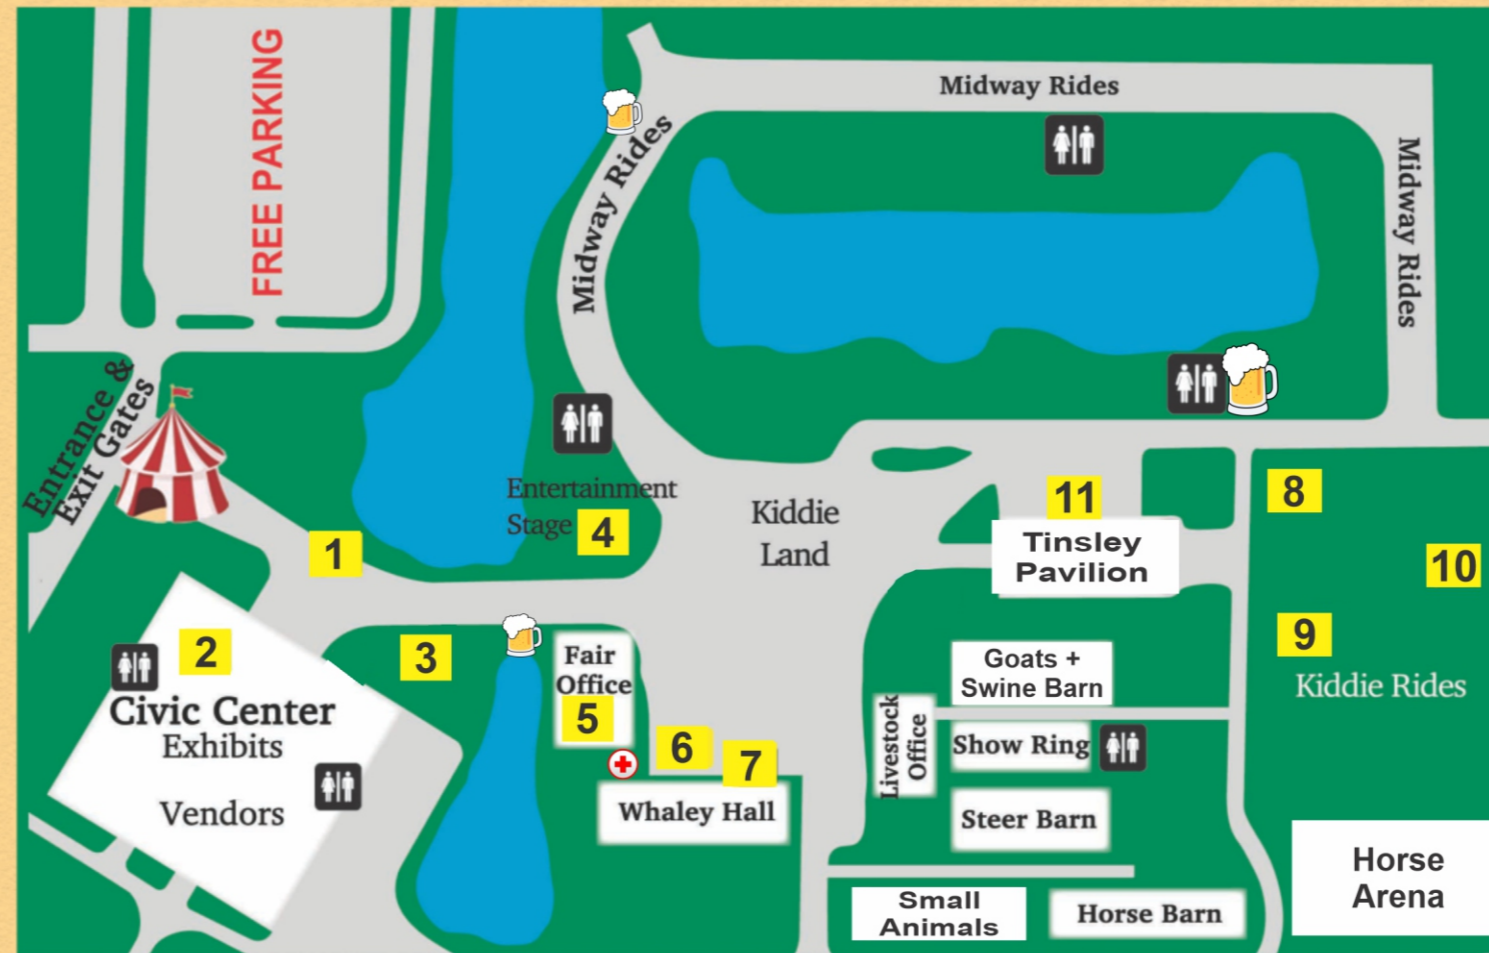 FREE PARKING
Midway Rides
Midway Rides
Midway Rides
Entrance &
Exit Gates
Entertainment
Stage 4
Kiddie
Land
11
Tinsley
Pavilion
8
10
9
Kiddie Rides
1
2
3
Civic Center
Exhibits
Vendors
Fair
Office
5
6
7
Whaley Hall
Goats +
Swine Barn
Livestock
Office
Show Ring
Steer Barn
Small
Animals
Horse Barn
Horse
Arena